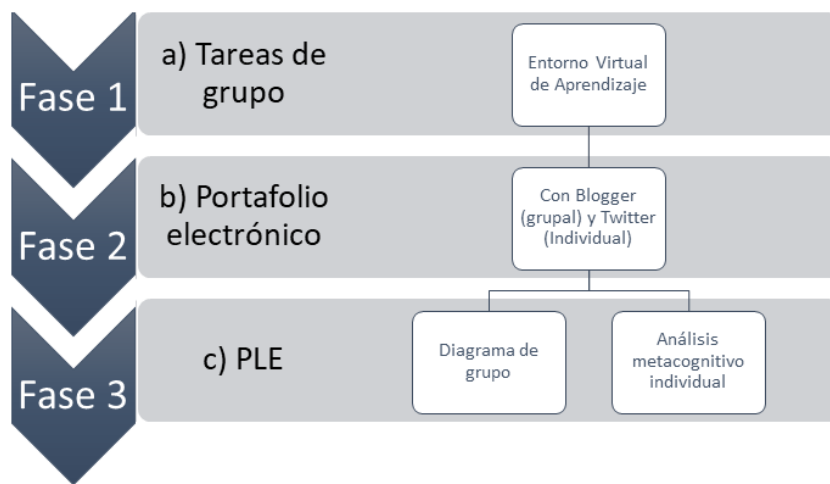 Fase 1
a) Tareas de
grupo
Entorno Virtual
de Aprendizaje
Fase 2
b) Portafolio
electrónico
Con Blogger
(grupal) y Twitter
(Individual)
Fase 3
c) PLE
Diagrama de
grupo
Análisis
metacognitivo
individual